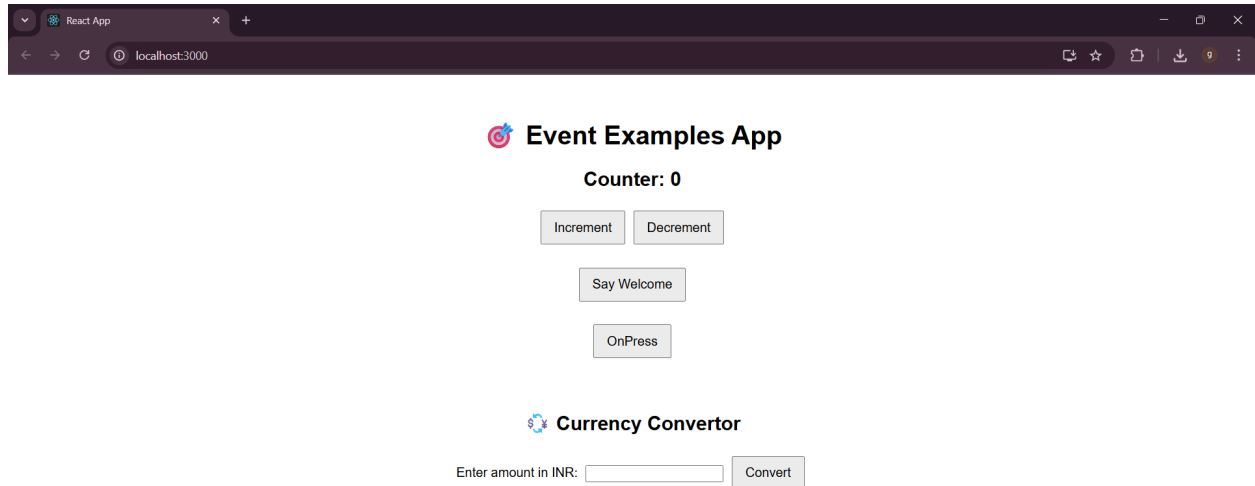 React App
localhost:3000
g
🎯 Event Examples App
Counter: 0
Increment Decrement
Say Welcome
OnPress
💱 Currency Convertor
Enter amount in INR: Convert